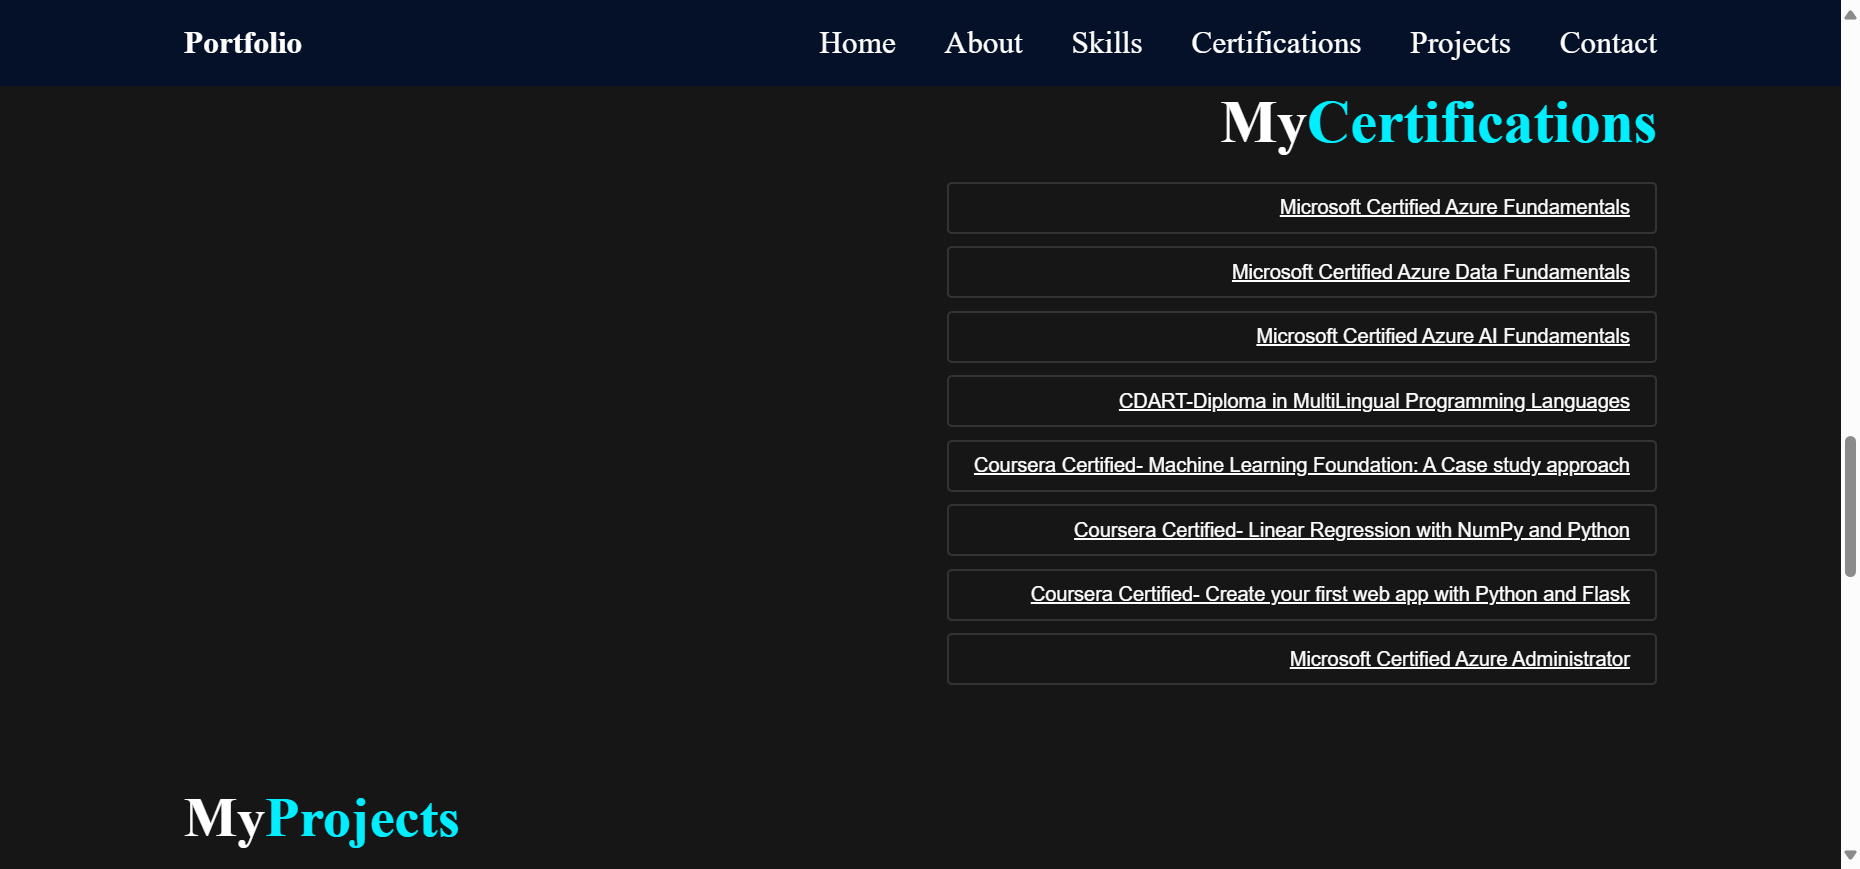 Portfolio
Home About Skills Certifications Projects Contact
MyCertifications
Microsoft Certified Azure Fundamentals
Microsoft Certified Azure Data Fundamentals
Microsoft Certified Azure AI Fundamentals
CDART-Diploma in MultiLingual Programming Languages
Coursera Certified- Machine Learning Foundation: A Case study approach
Coursera Certified- Linear Regression with NumPy and Python
Coursera Certified- Create your first web app with Python and Flask
Microsoft Certified Azure Administrator
MyProjects